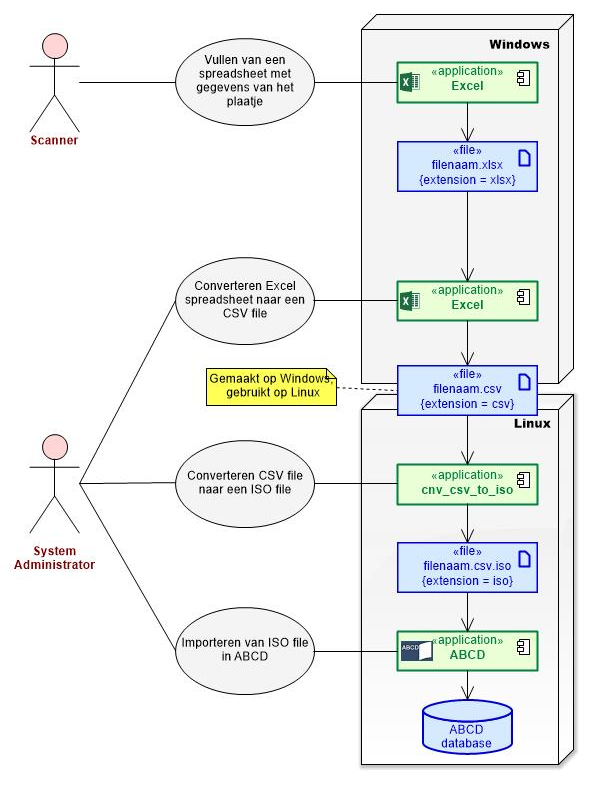 Windows
Vullen van een
spreadsheet met
gegevens van het
plaatje
«application»
Excel
Scanner
«file»
filenaam.xlsx
{extension = xlsx}
Converteren Excel
spreadsheet naar een
CSV file
«application»
Excel
Gemaakt op Windows,
gebruikt op Linux
«file»
filenaam.csv
{extension = csv}
Linux
Converteren CSV file
naar een ISO file
«application»
cnv_csv_to_iso
System
Administrator
«file»
filenaam.csv.iso
{extension = iso}
Importeren van ISO file
in ABCD
ABCD
«application»
ABCD
ABCD
database